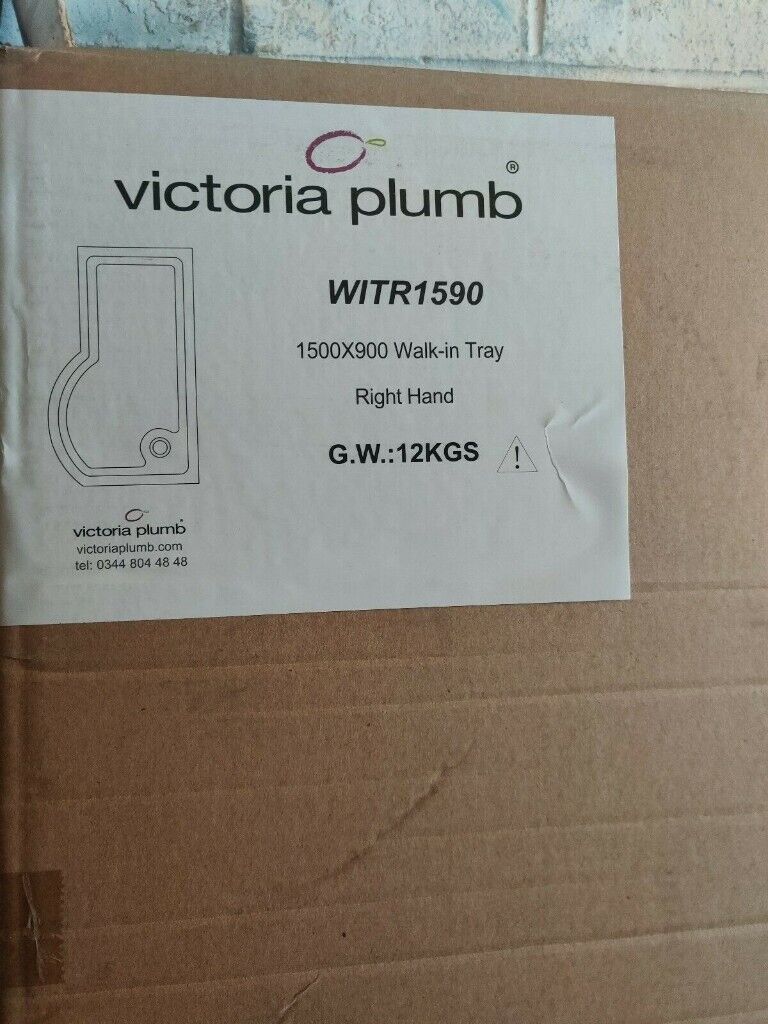 victoria plumb ®
WITR1590
1500X900 Walk-in Tray
Right Hand
G.W.:12KGS
victoria plumb
victoriaplumb.com
tel: 0344 804 48 48